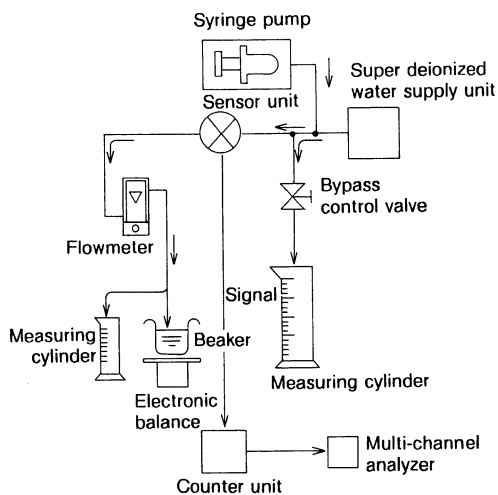 Syringe pump
Super deionized
water supply unit
Sensor unit
Bypass
control valve
Flowmeter
Signal
Measuring
cylinder
Beaker
Measuring cylinder
Electronic
balance
Multi-channel
analyzer
Counter unit